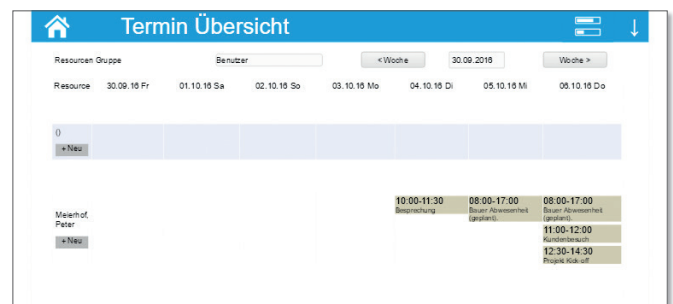 Termin Übersicht ↓
Resourcen Gruppe Benutzer < Woche 30.09.2016 Woche >
Resource 30.09.16 Fr 01.10.16 Sa 02.10.16 So 03.10.16 Mo 04.10.16 Di 05.10.16 Mi 06.10.16 Do
()
+ Neu
Meierhof,
Peter
+ Neu
10:00-11:30
Besprechung
08:00-17:00
Bauer Abwesenheit
(geplant).
08:00-17:00
Bauer Abwesenheit
(geplant).
11:00-12:00
Kundenbesuch
12:30-14:30
Projekt Kick-off